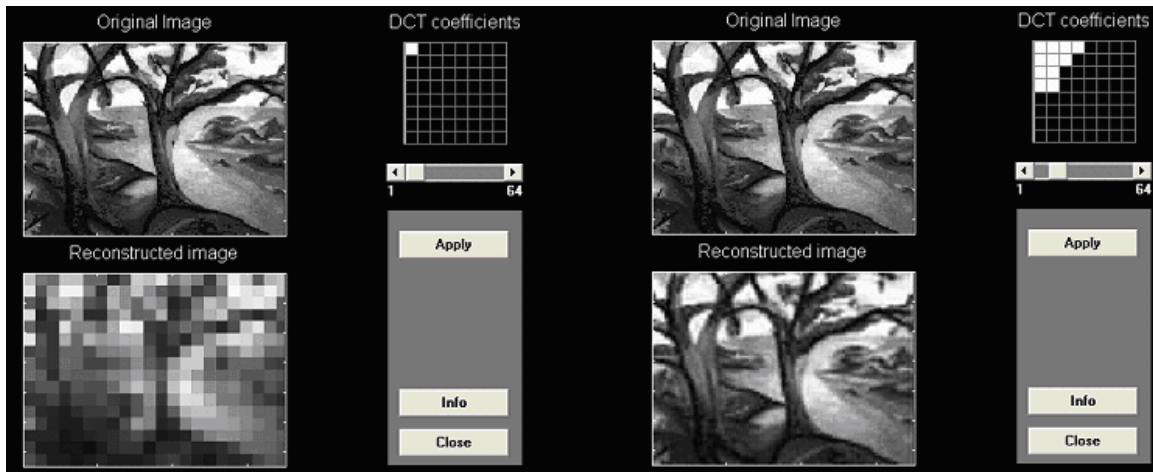 Original Image
DCT coefficients
1 64
Apply
Reconstructed image
Info
Close
Original Image
DCT coefficients
1 64
Apply
Reconstructed image
Info
Close